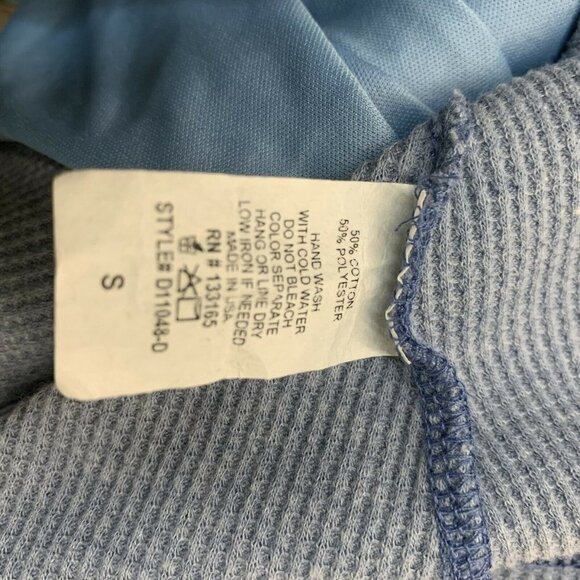 50% COTTON
50% POLYESTER
HAND WASH
WITH COLD WATER
DO NOT BLEACH
COLOR SEPARATE
HANG OR LINE DRY
LOW IRON IF NEEDED
MADE IN USA
RN# 133165
STYLE# D11048-D
S